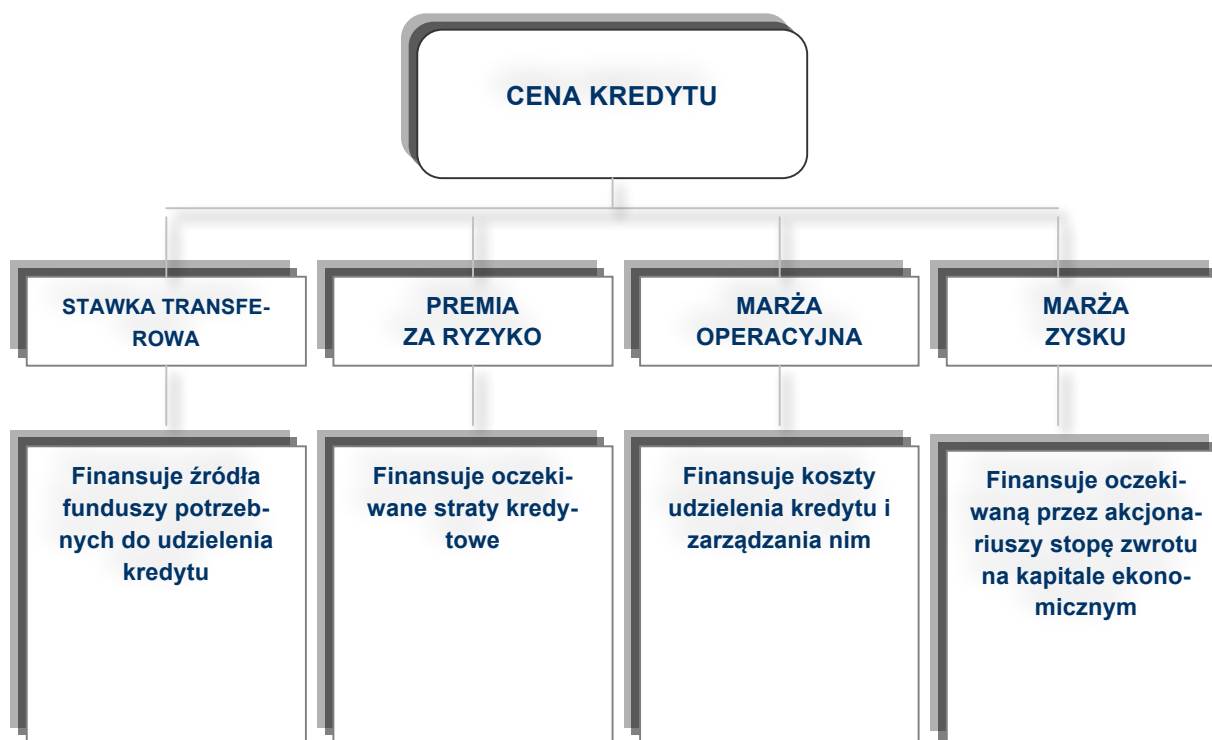 CENA KREDYTU
STAWKA TRANSFE-
ROWA
PREMIA
ZA RYZYKO
MARŻA
OPERACYJNA
MARŻA
ZYSKU
Finansuje źródła
funduszy potrzeb-
nych do udzielenia
kredytu
Finansuje oczeki-
wane straty kredy-
towe
Finansuje koszty
udzielenia kredytu i
zarządzania nim
Finansuje oczeki-
waną przez akcjona-
riuszy stopę zwrotu
na kapitale ekono-
micznym